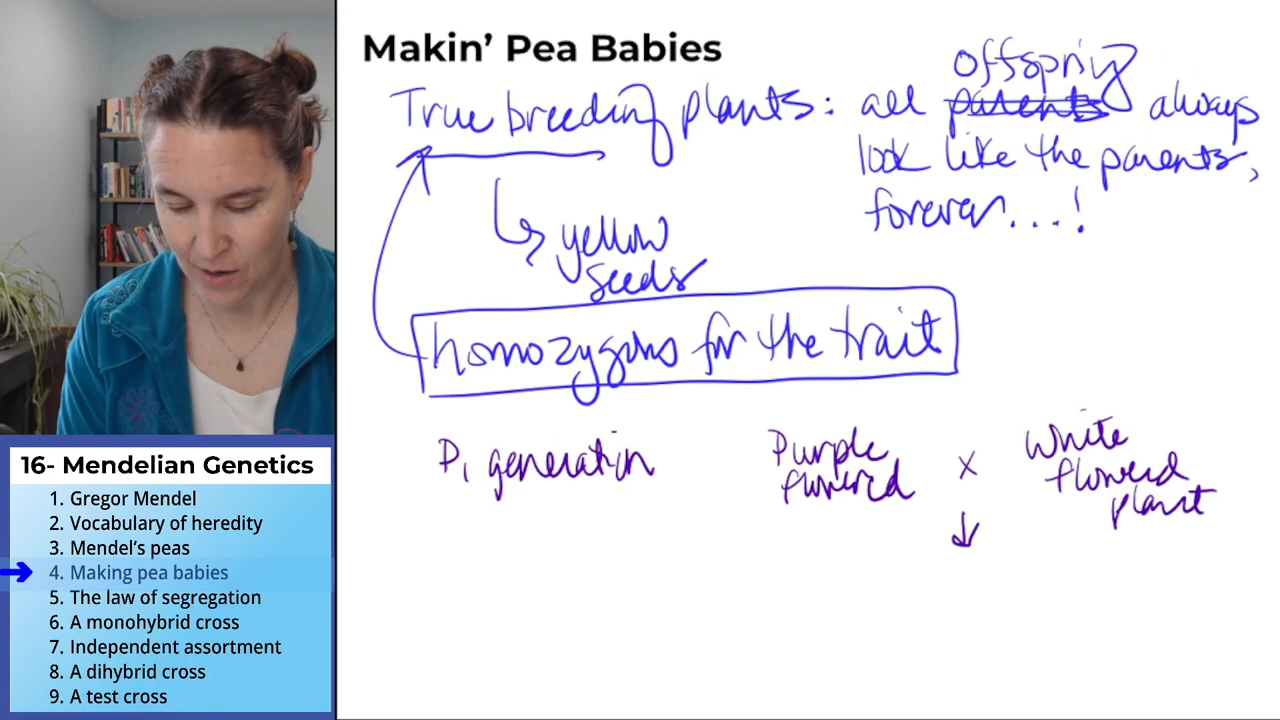 Makin' Pea Babies
offspring
True breeding plants: all parents always
look like the parents,
forever...!
yellow
seeds
homozygous for the trait
P1 generation
Purple
flowered
x
White
flowered
plant
16- Mendelian Genetics
1. Gregor Mendel
2. Vocabulary of heredity
3. Mendel's peas
4. Making pea babies
5. The law of segregation
6. A monohybrid cross
7. Independent assortment
8. A dihybrid cross
9. A test cross